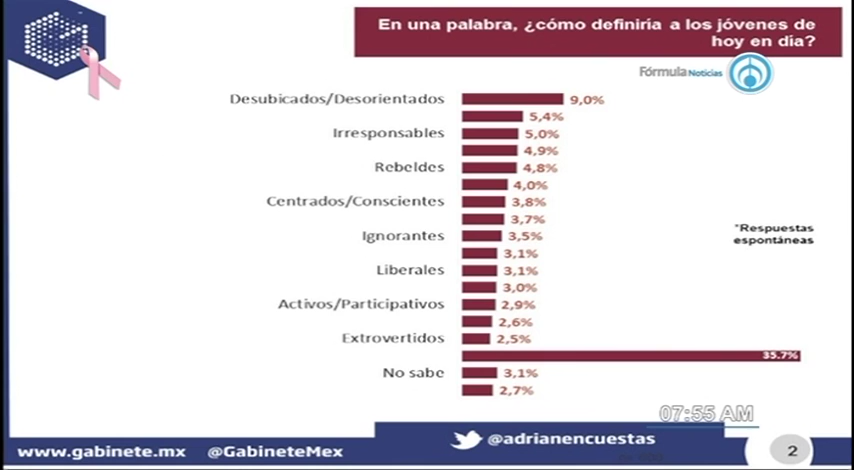 En una palabra, ¿cómo definiría a los jóvenes de
hoy en día?
Fórmula Noticias
Desubicados/Desorientados 9,0%
5,4%
Irresponsables 5,0%
4,9%
Rebeldes 4,8%
4,0%
Centrados/Conscientes 3,8%
3,7%
Ignorantes 3,5%
3,1%
Liberales 3,1%
3,0%
Activos/Participativos 2,9%
2,6%
Extrovertidos 2,5%
35.7%
No sabe 3,1%
2,7%
*Respuestas
espontáneas
07:55 AM
www.gabinete.mx @GabineteMex @adrianencuestas 2